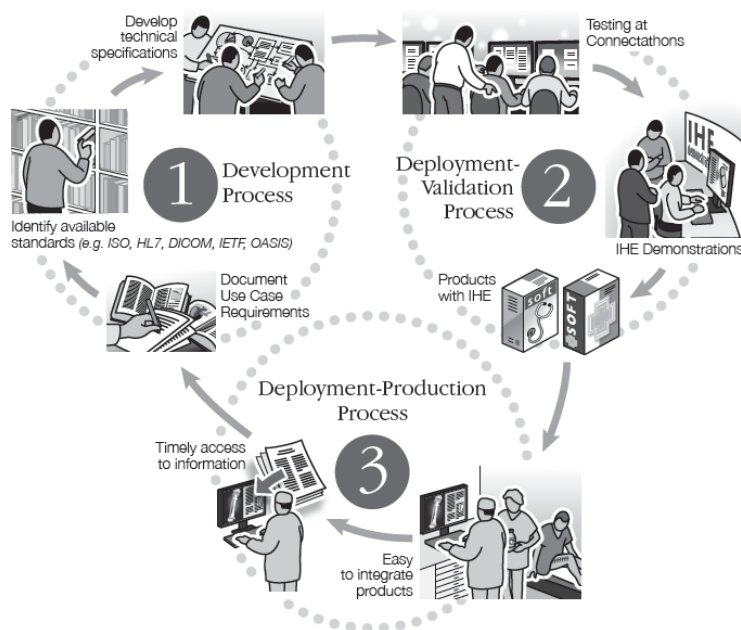 Develop
technical
specifications
Testing at
Connectathons
1
Development
Process
Deployment-
Validation
Process
2
IHE
Identify available
standards (e.g. ISO, HL7, DICOM, IETF, OASIS)
IHE Demonstrations
Document
Use Case
Requirements
Products
with IHE
soft
SOFT
Deployment-Production
Process
3
Timely access
to information
Easy
to integrate
products